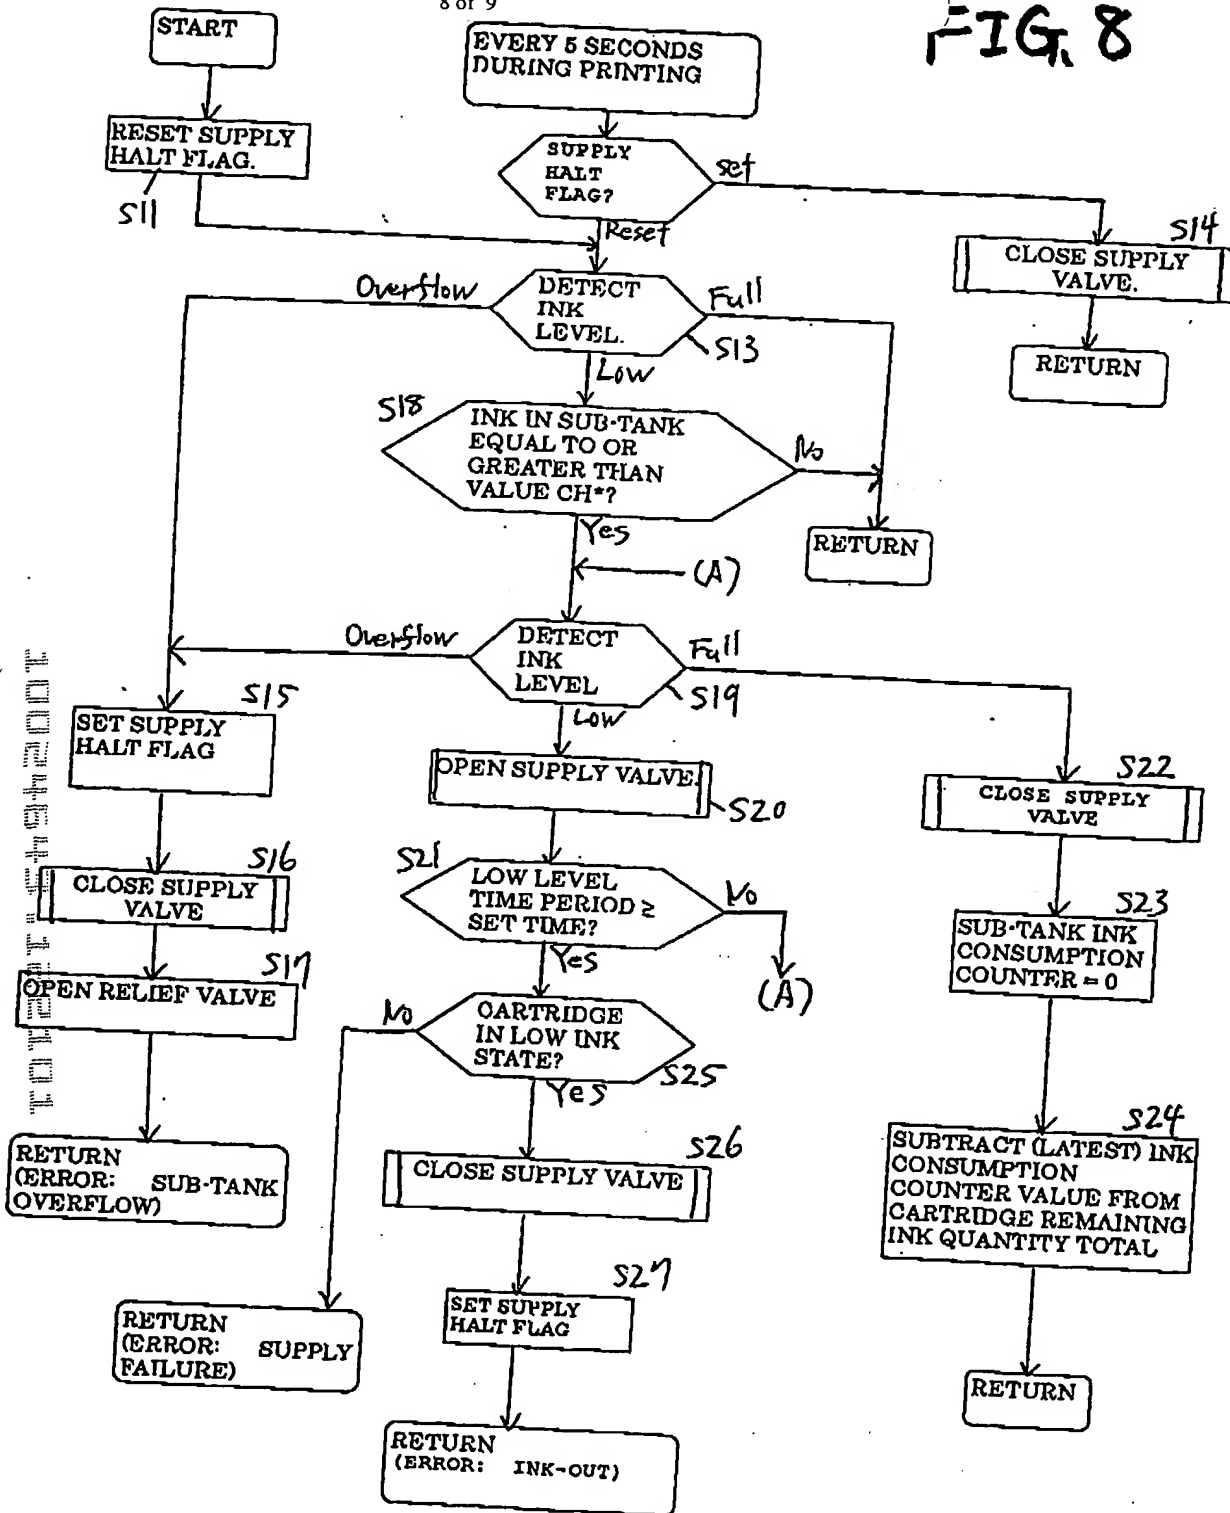 8 of 9
FIG. 8
START
EVERY 5 SECONDS
DURING PRINTING
RESET SUPPLY
HALT FLAG.
S11
SUPPLY
HALT
FLAG?
set
Reset
S14
CLOSE SUPPLY
VALVE.
RETURN
Overflow
DETECT
INK
LEVEL.
Full
S13
Low
S18
INK IN SUB-TANK
EQUAL TO OR
GREATER THAN
VALUE CH*?
No
Yes
RETURN
(A)
Overflow
DETECT
INK
LEVEL
Full
S19
Low
S15
SET SUPPLY
HALT FLAG
OPEN SUPPLY VALVE.
S20
S22
CLOSE SUPPLY
VALVE
S16
CLOSE SUPPLY
VALVE
S21
LOW LEVEL
TIME PERIOD ≥
SET TIME?
No
(A)
Yes
S23
SUB-TANK INK
CONSUMPTION
COUNTER = 0
S17
OPEN RELIEF VALVE
No
CARTRIDGE
IN LOW INK
STATE?
S25
Yes
S24
SUBTRACT (LATEST) INK
CONSUMPTION
COUNTER VALUE FROM
CARTRIDGE REMAINING
INK QUANTITY TOTAL
RETURN
(ERROR: SUB-TANK
OVERFLOW)
S26
CLOSE SUPPLY VALVE
S27
SET SUPPLY
HALT FLAG
RETURN
(ERROR: SUPPLY
FAILURE)
RETURN
RETURN
(ERROR: INK-OUT)